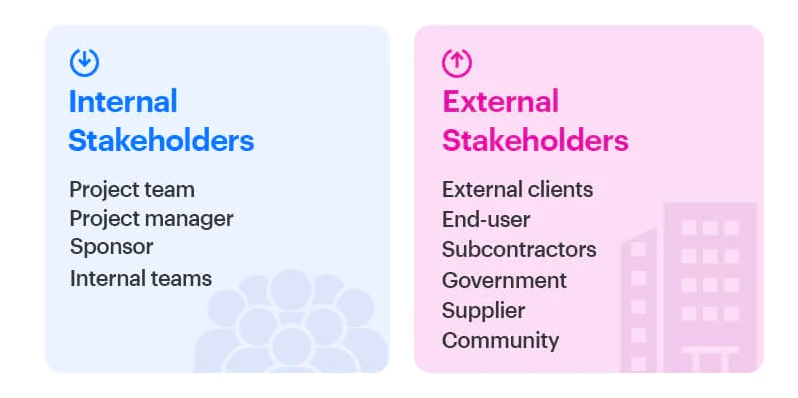 Internal
Stakeholders
Project team
Project manager
Sponsor
Internal teams
External
Stakeholders
External clients
End-user
Subcontractors
Government
Supplier
Community